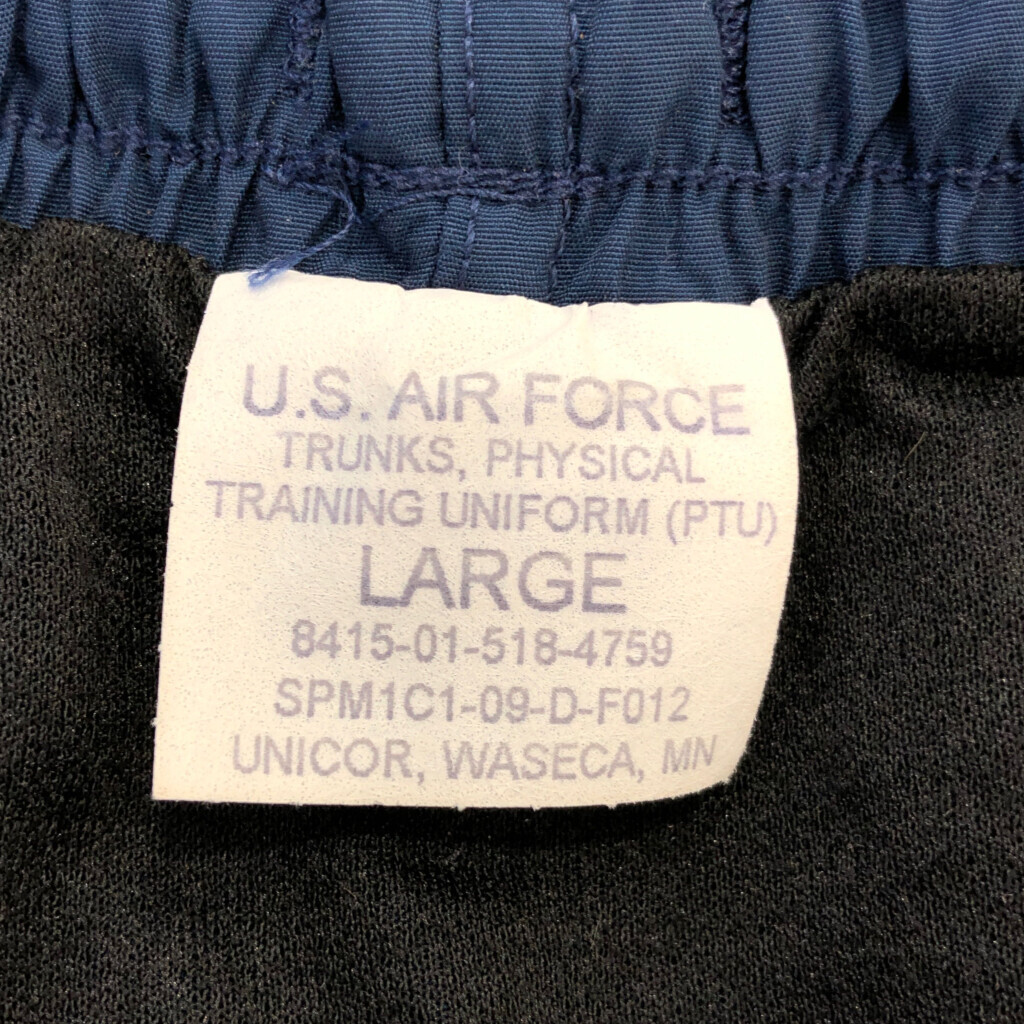 U.S. AIR FORCE
TRUNKS, PHYSICAL
TRAINING UNIFORM (PTU)
LARGE
8415-01-518-4759
SPM1C1-09-D-F012
UNICOR, WASECA, MN